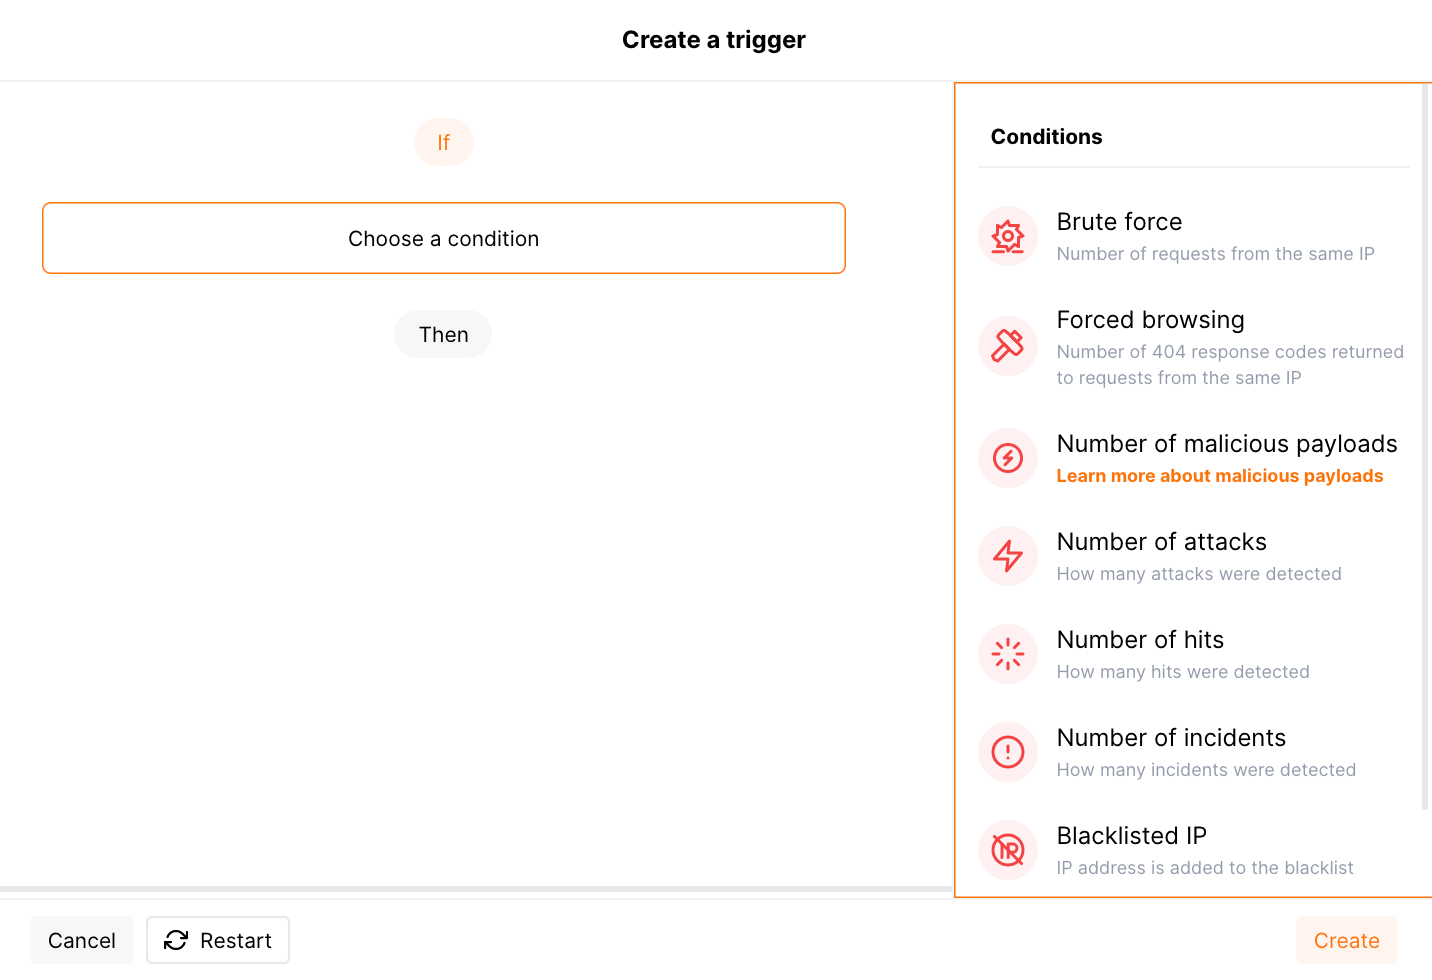 Create a trigger
If
Choose a condition
Then
Conditions
Brute force
Number of requests from the same IP
Forced browsing
Number of 404 response codes returned
to requests from the same IP
Number of malicious payloads
Learn more about malicious payloads
Number of attacks
How many attacks were detected
Number of hits
How many hits were detected
Number of incidents
How many incidents were detected
IP
Blacklisted IP
IP address is added to the blacklist
Cancel
Restart
Create